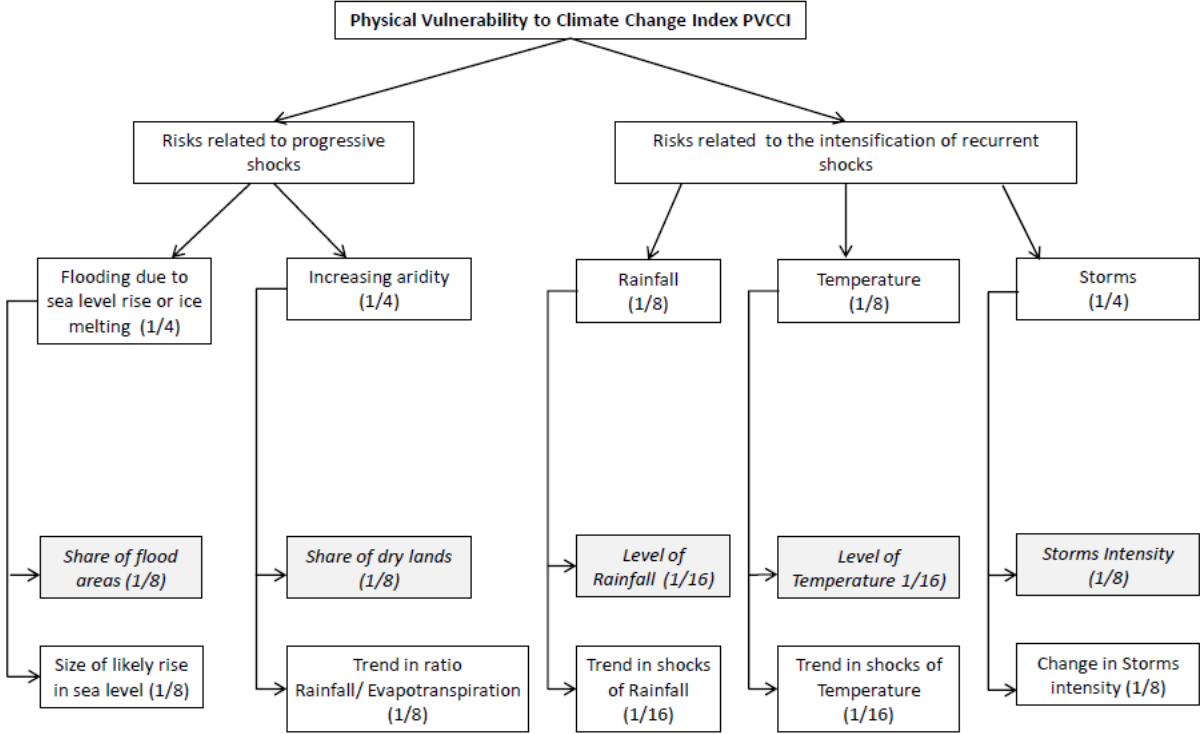 Physical Vulnerability to Climate Change Index PVCCI
Risks related to progressive
shocks
Risks related to the intensification of recurrent
shocks
Flooding due to
sea level rise or ice
melting (1/4)
Increasing aridity
(1/4)
Rainfall
(1/8)
Temperature
(1/8)
Storms
(1/4)
Share of flood
areas (1/8)
Share of dry lands
(1/8)
Level of
Rainfall (1/16)
Level of
Temperature 1/16)
Storms Intensity
(1/8)
Size of likely rise
in sea level (1/8)
Trend in ratio
Rainfall/ Evapotranspiration
(1/8)
Trend in shocks
of Rainfall
(1/16)
Trend in shocks of
Temperature
(1/16)
Change in Storms
intensity (1/8)